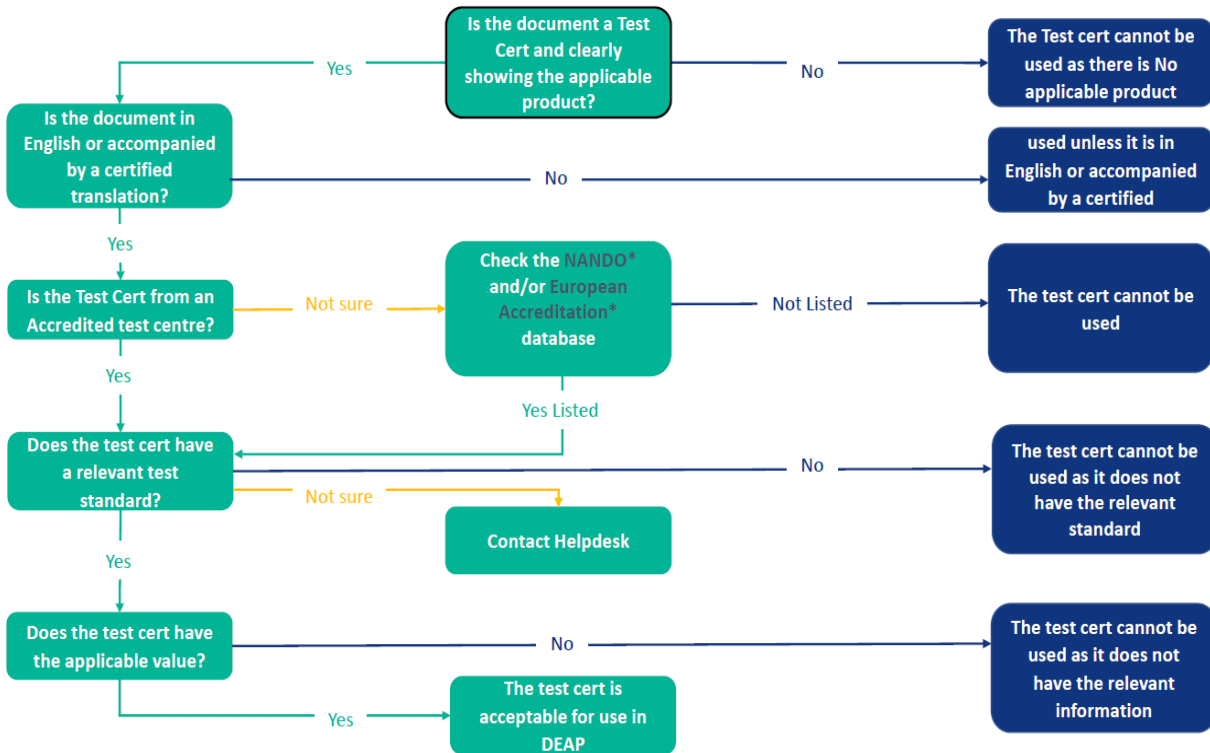 Is the document a Test
Cert and clearly
showing the applicable
product?
Yes
No
The Test cert cannot be
used as there is No
applicable product
Is the document in
English or accompanied
by a certified
translation?
No
used unless it is in
English or accompanied
by a certified
Yes
Is the Test Cert from an
Accredited test centre?
Not sure
Check the NANDO*
and/or European
Accreditation*
database
Not Listed
The test cert cannot be
used
Yes
Yes Listed
Does the test cert have
a relevant test
standard?
No
The test cert cannot be
used as it does not
have the relevant
standard
Not sure
Contact Helpdesk
Yes
Does the test cert have
the applicable value?
No
The test cert cannot be
used as it does not
have the relevant
information
Yes
The test cert is
acceptable for use in
DEAP